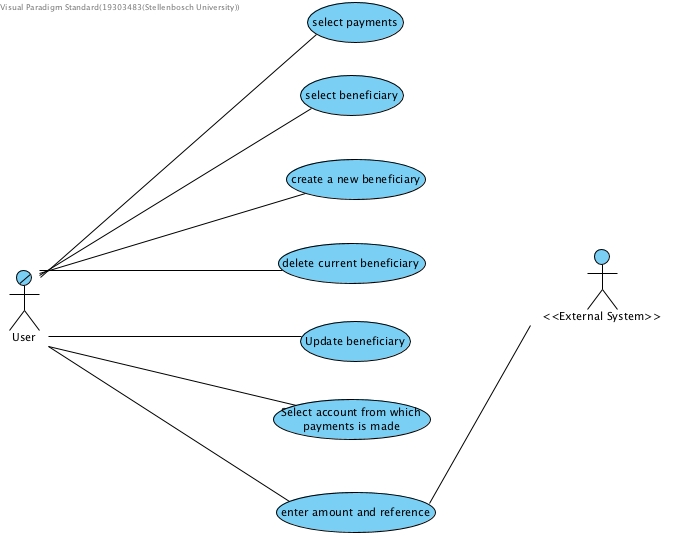 Visual Paradigm Standard(19303483(Stellenbosch University))
select payments
select beneficiary
create a new beneficiary
delete current beneficiary
<<External System>>
User
Update beneficiary
Select account from which
payments is made
enter amount and reference